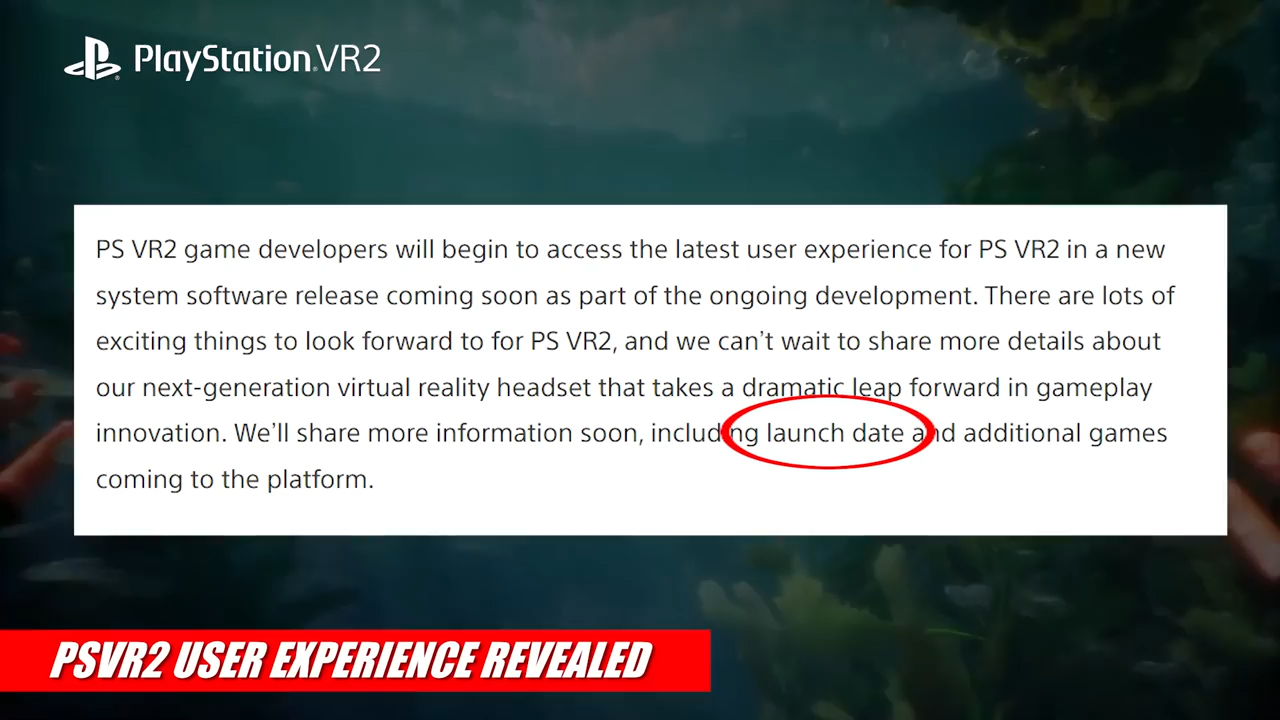 PlayStation®VR2
PS VR2 game developers will begin to access the latest user experience for PS VR2 in a new
system software release coming soon as part of the ongoing development. There are lots of
exciting things to look forward to for PS VR2, and we can’t wait to share more details about
our next-generation virtual reality headset that takes a dramatic leap forward in gameplay
innovation. We’ll share more information soon, including launch date and additional games
coming to the platform.
PSVR2 USER EXPERIENCE REVEALED